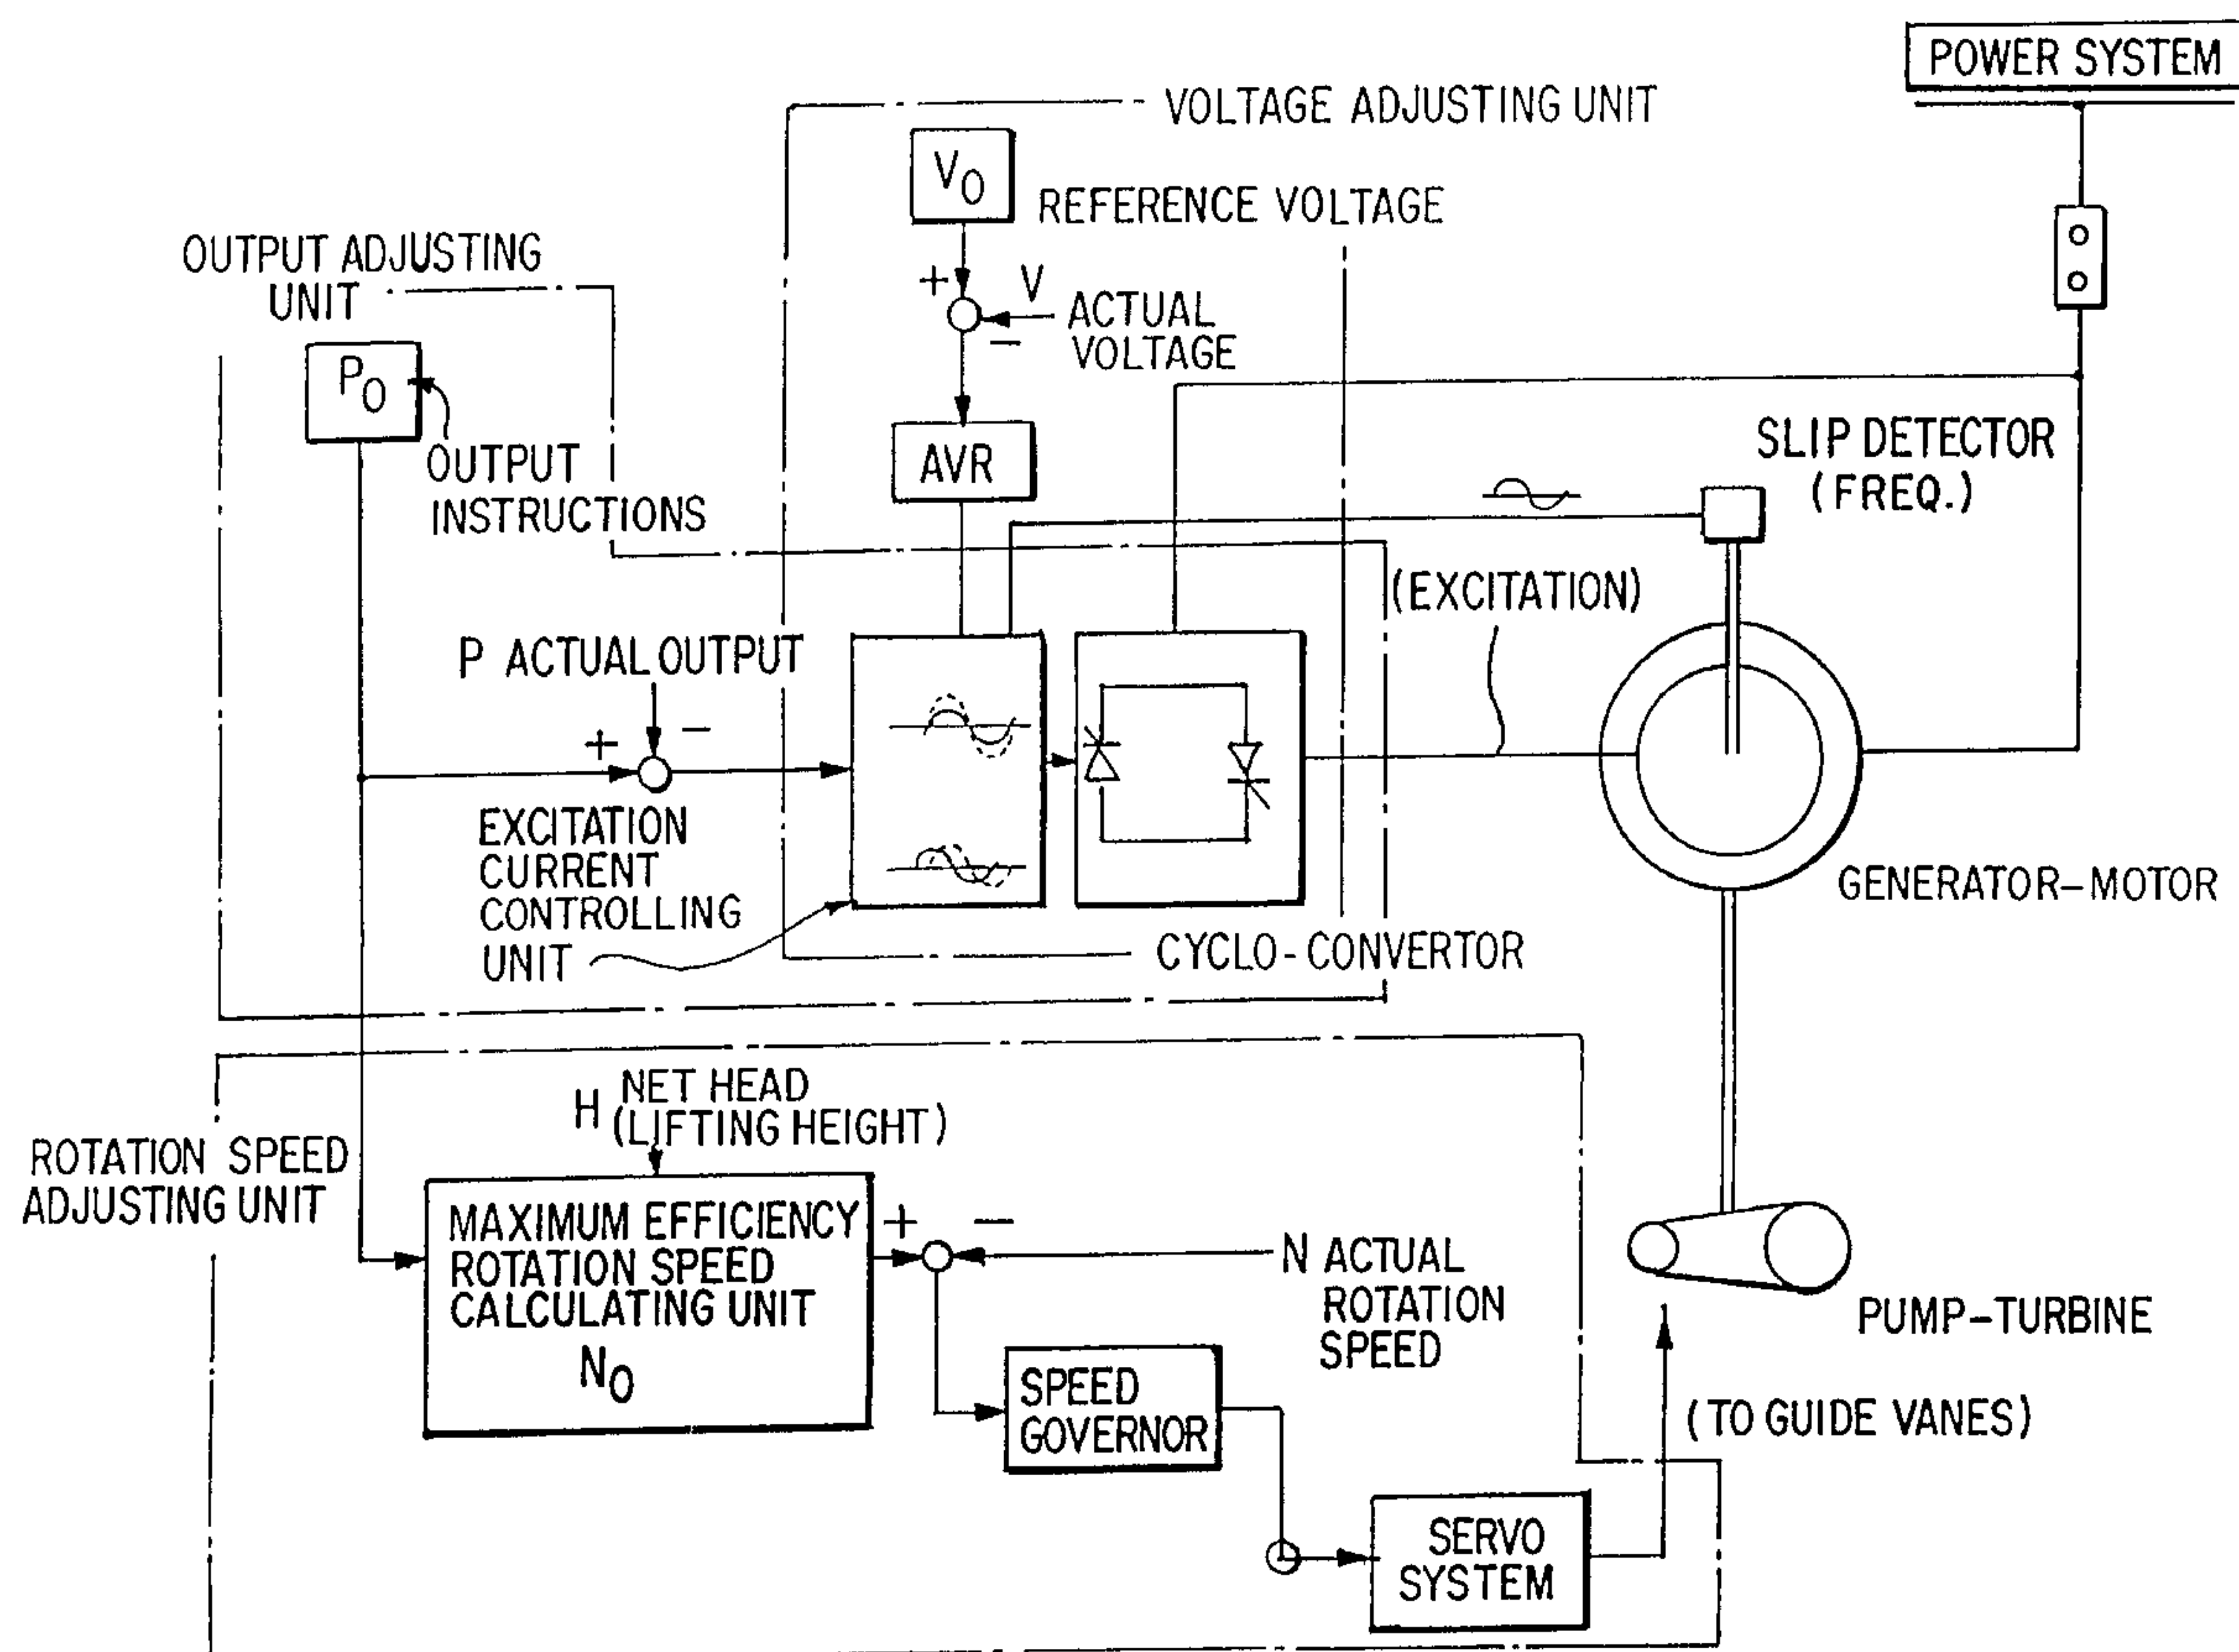 POWER SYSTEM
VOLTAGE ADJUSTING UNIT
V0
REFERENCE VOLTAGE
OUTPUT ADJUSTING
UNIT
+
V
ACTUAL
VOLTAGE
−
P0
OUTPUT
INSTRUCTIONS
AVR
SLIP DETECTOR
(FREQ.)
(EXCITATION)
P ACTUAL OUTPUT
+
−
EXCITATION
CURRENT
CONTROLLING
UNIT
GENERATOR-MOTOR
CYCLO-CONVERTOR
H NET HEAD
(LIFTING HEIGHT)
ROTATION SPEED
ADJUSTING UNIT
MAXIMUM EFFICIENCY
ROTATION SPEED
CALCULATING UNIT
N0
+
−
N ACTUAL
ROTATION
SPEED
PUMP-TURBINE
SPEED
GOVERNOR
(TO GUIDE VANES)
SERVO
SYSTEM